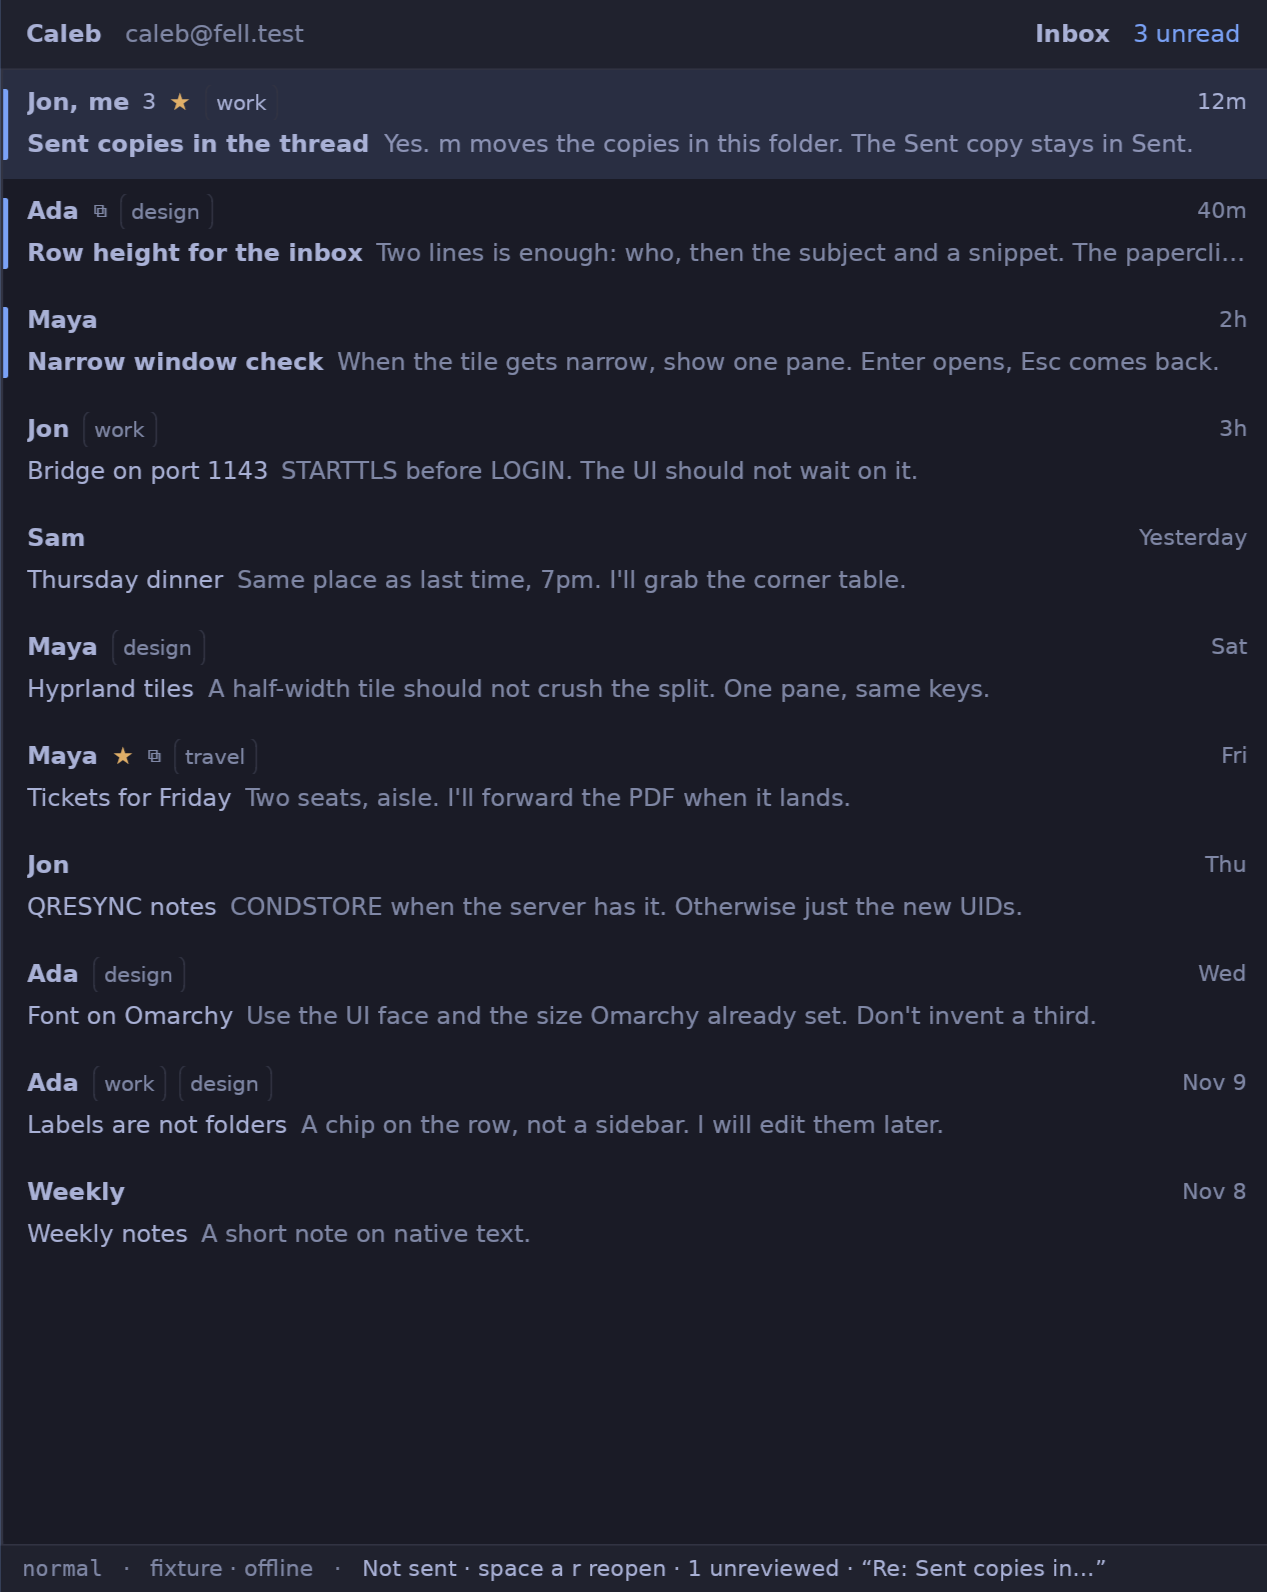 Caleb caleb@fell.test Inbox 3 unread
Jon, me 3 ★ work 12m
Sent copies in the thread Yes. m moves the copies in this folder. The Sent copy stays in Sent.
Ada ⧉ design 40m
Row height for the inbox Two lines is enough: who, then the subject and a snippet. The papercli…
Maya 2h
Narrow window check When the tile gets narrow, show one pane. Enter opens, Esc comes back.
Jon work 3h
Bridge on port 1143 STARTTLS before LOGIN. The UI should not wait on it.
Sam Yesterday
Thursday dinner Same place as last time, 7pm. I'll grab the corner table.
Maya design Sat
Hyprland tiles A half-width tile should not crush the split. One pane, same keys.
Maya ★ ⧉ travel Fri
Tickets for Friday Two seats, aisle. I'll forward the PDF when it lands.
Jon Thu
QRESYNC notes CONDSTORE when the server has it. Otherwise just the new UIDs.
Ada design Wed
Font on Omarchy Use the UI face and the size Omarchy already set. Don't invent a third.
Ada work design Nov 9
Labels are not folders A chip on the row, not a sidebar. I will edit them later.
Weekly Nov 8
Weekly notes A short note on native text.
normal · fixture · offline · Not sent · space a r reopen · 1 unreviewed · “Re: Sent copies in…”